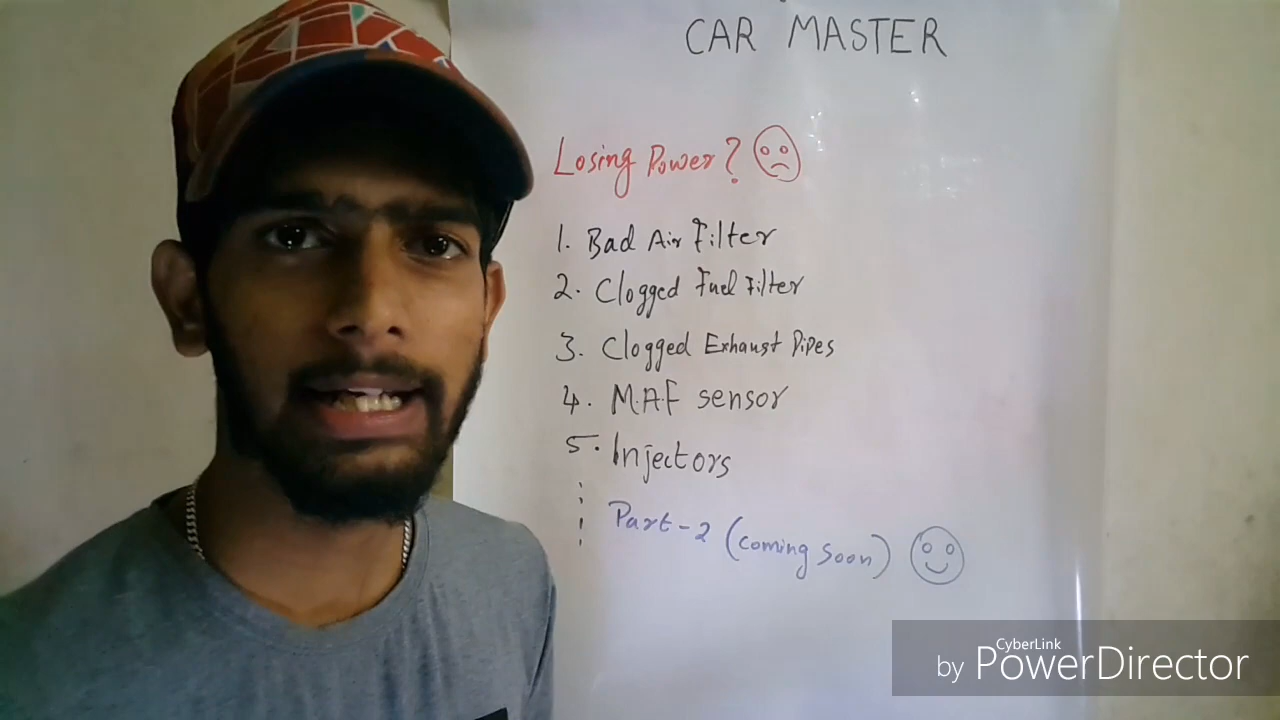 CAR MASTER
Losing Power?
1. Bad Air Filter
2. Clogged Fuel Filter
3. Clogged Exhaust Pipes
4. M.A.F sensor
5. Injectors
Part-2 (coming soon)
CyberLink
by PowerDirector